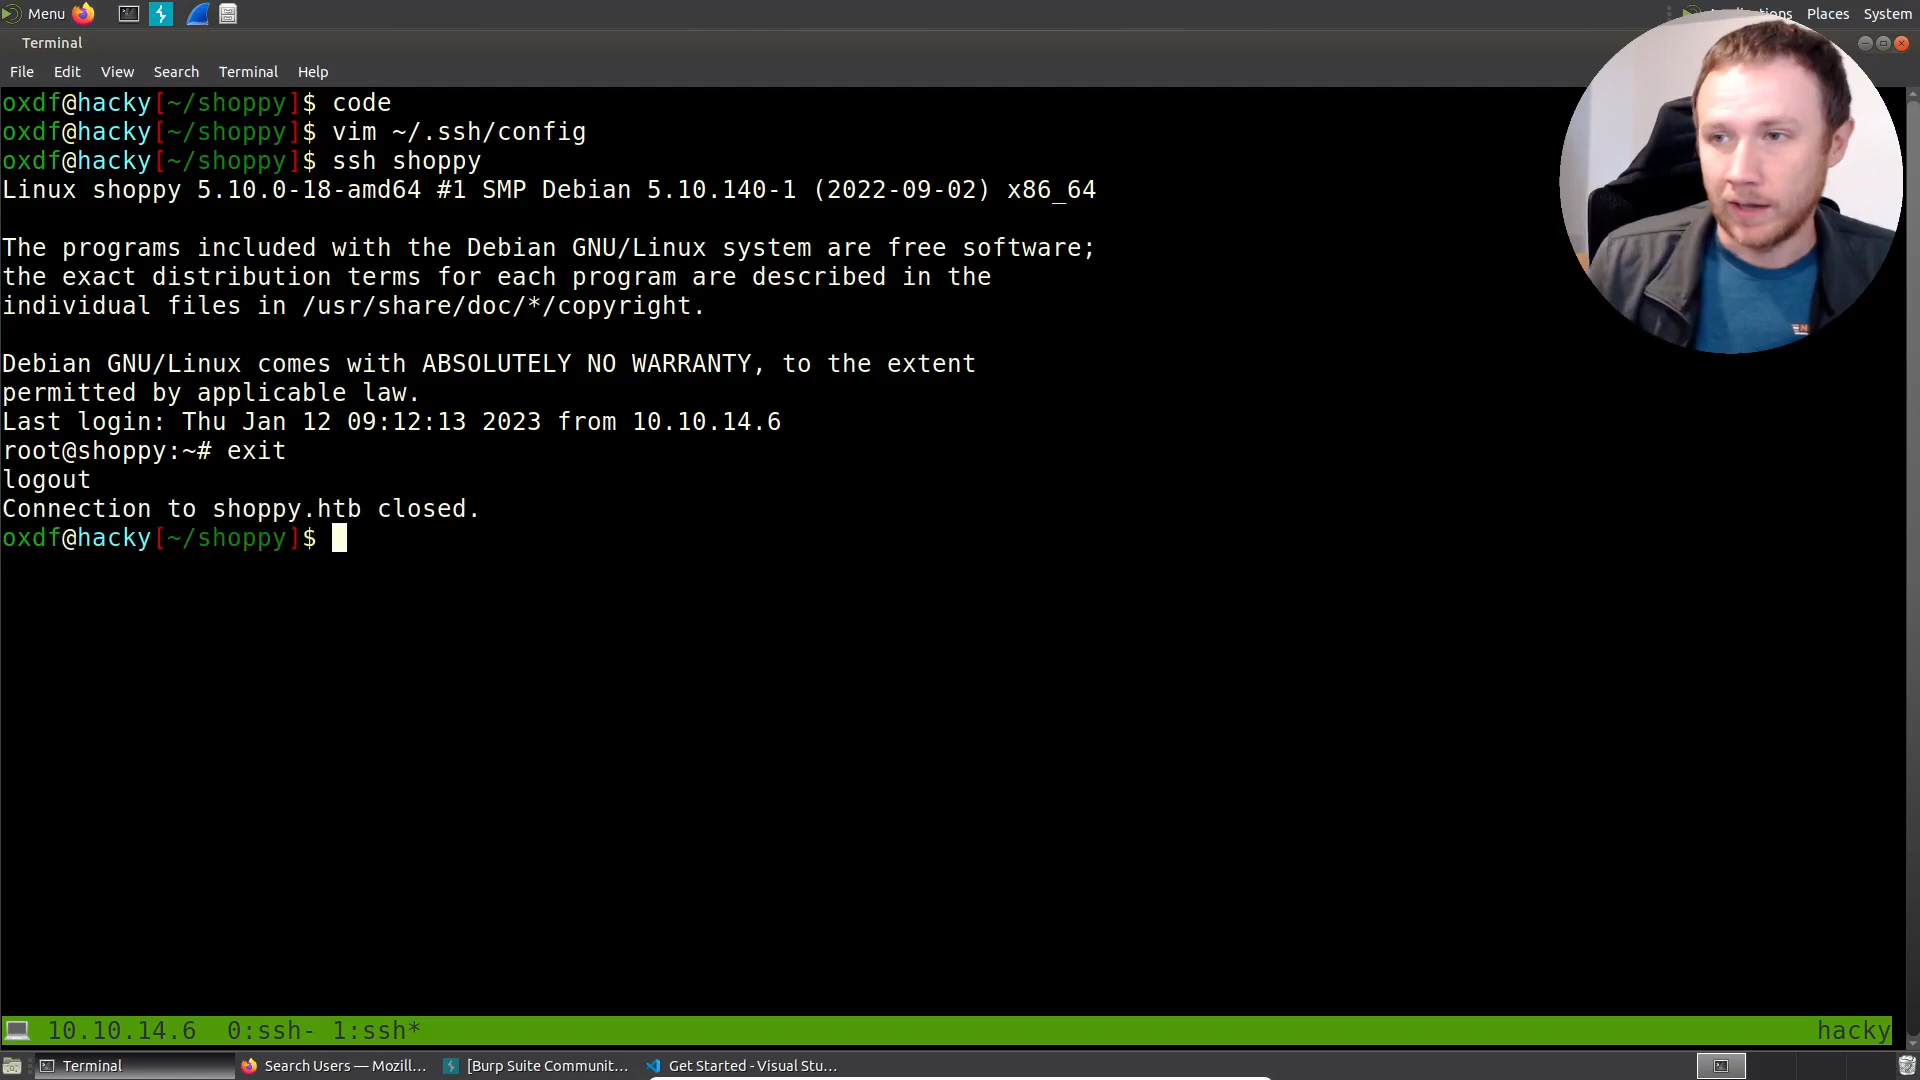 Menu
Applications Places System
Terminal
File Edit View Search Terminal Help
oxdf@hacky[~/shoppy]$ code
oxdf@hacky[~/shoppy]$ vim ~/.ssh/config
oxdf@hacky[~/shoppy]$ ssh shoppy
Linux shoppy 5.10.0-18-amd64 #1 SMP Debian 5.10.140-1 (2022-09-02) x86_64
The programs included with the Debian GNU/Linux system are free software;
the exact distribution terms for each program are described in the
individual files in /usr/share/doc/*/copyright.
Debian GNU/Linux comes with ABSOLUTELY NO WARRANTY, to the extent
permitted by applicable law.
Last login: Thu Jan 12 09:12:13 2023 from 10.10.14.6
root@shoppy:~# exit
logout
Connection to shoppy.htb closed.
oxdf@hacky[~/shoppy]$
10.10.14.6 0:ssh- 1:ssh* hacky
Terminal Search Users — Mozill... [Burp Suite Communit... Get Started - Visual Stu...